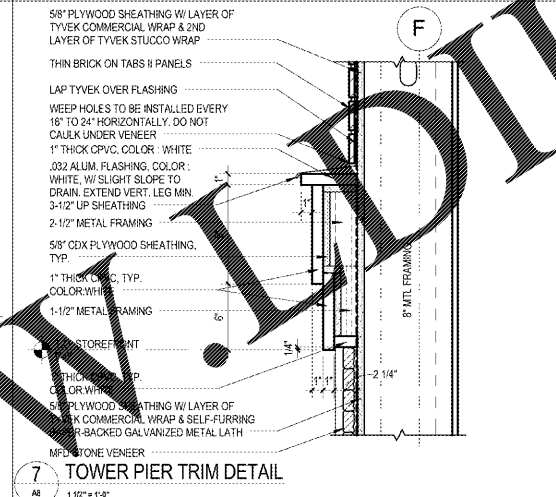 5/8" PLYWOOD SHEATHING W/ LAYER OF
TYVEK COMMERCIAL WRAP & 2ND
LAYER OF TYVEK STUCCO WRAP
F
THIN BRICK ON TABS II PANELS
LAP TYVEK OVER FLASHING
WEEP HOLES TO BE INSTALLED EVERY
16" TO 24" HORIZONTALLY. DO NOT
CAULK UNDER VENEER
1" THICK CPVC, COLOR : WHITE
.032 ALUM. FLASHING, COLOR :
WHITE, W/ SLIGHT SLOPE TO
DRAIN. EXTEND VERT. LEG MIN.
3-1/2" UP SHEATHING
1"
1"
2-1/2" METAL FRAMING
5/8" CDX PLYWOOD SHEATHING,
TYP.
1" THICK CPVC, TYP.
COLOR:WHITE
1-1/2" METAL FRAMING
6"
8" MTL FRAMING
STOREFRONT
1/4"
THICK CPVC, TYP.
COLOR:WHITE
1"
1"
2 1/4"
5/8" PLYWOOD SHEATHING W/ LAYER OF
TYVEK COMMERCIAL WRAP & SELF-FURRING
PAPER-BACKED GALVANIZED METAL LATH
MFD STONE VENEER
7 TOWER PIER TRIM DETAIL
A8 1 1/2" = 1'-0"
W.LDI